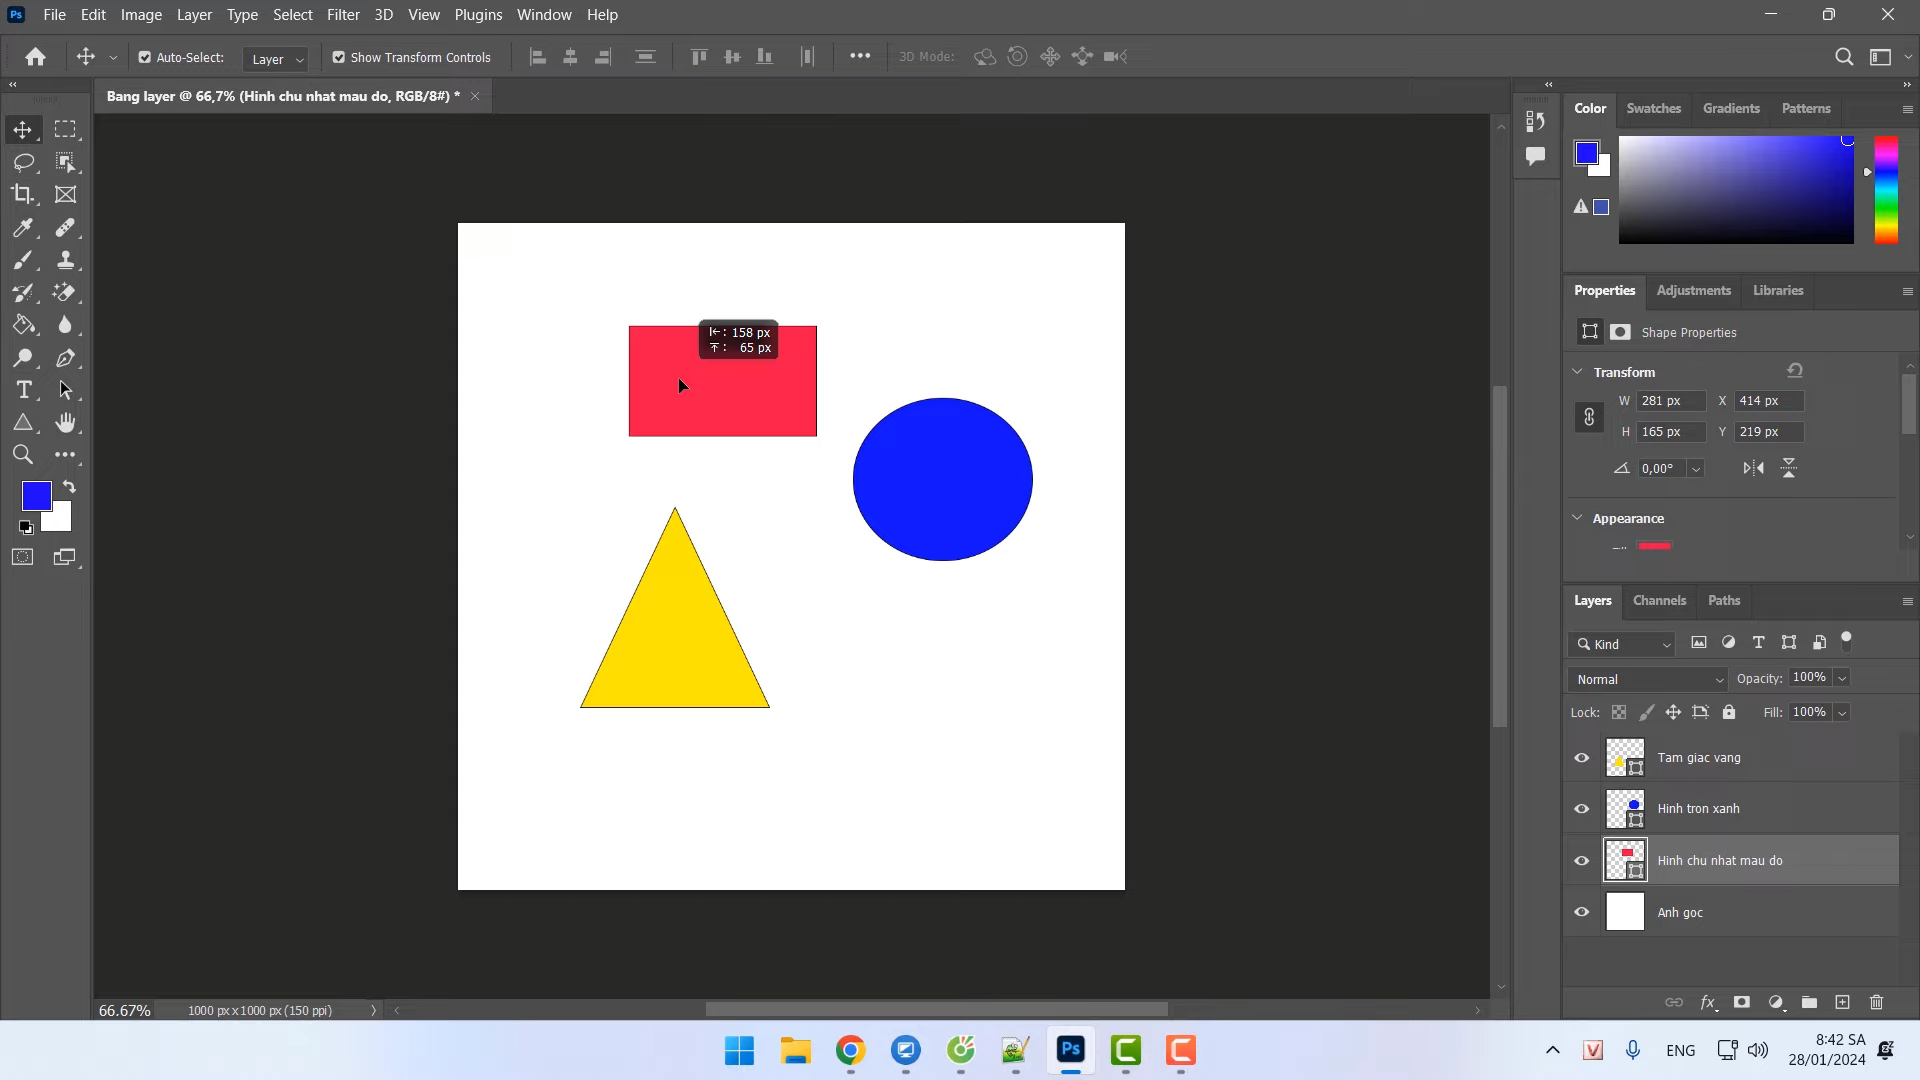 Ps File Edit Image Layer Type Select Filter 3D View Plugins Window Help
Auto-Select: Layer Show Transform Controls 3D Mode:
Bang layer @ 66,7% (Hinh chu nhat mau do, RGB/8#) *
Color Swatches Gradients Patterns
Properties Adjustments Libraries
Shape Properties
Transform
W 281 px X 414 px
H 165 px Y 219 px
0,00°
Appearance
: 158 px
: 65 px
Layers Channels Paths
Kind
Normal Opacity: 100%
Lock: Fill: 100%
Tam giac vang
Hinh tron xanh
Hinh chu nhat mau do
Anh goc
fx
66.67% 1000 px x 1000 px (150 ppi)
Ps ENG 8:42 SA
28/01/2024